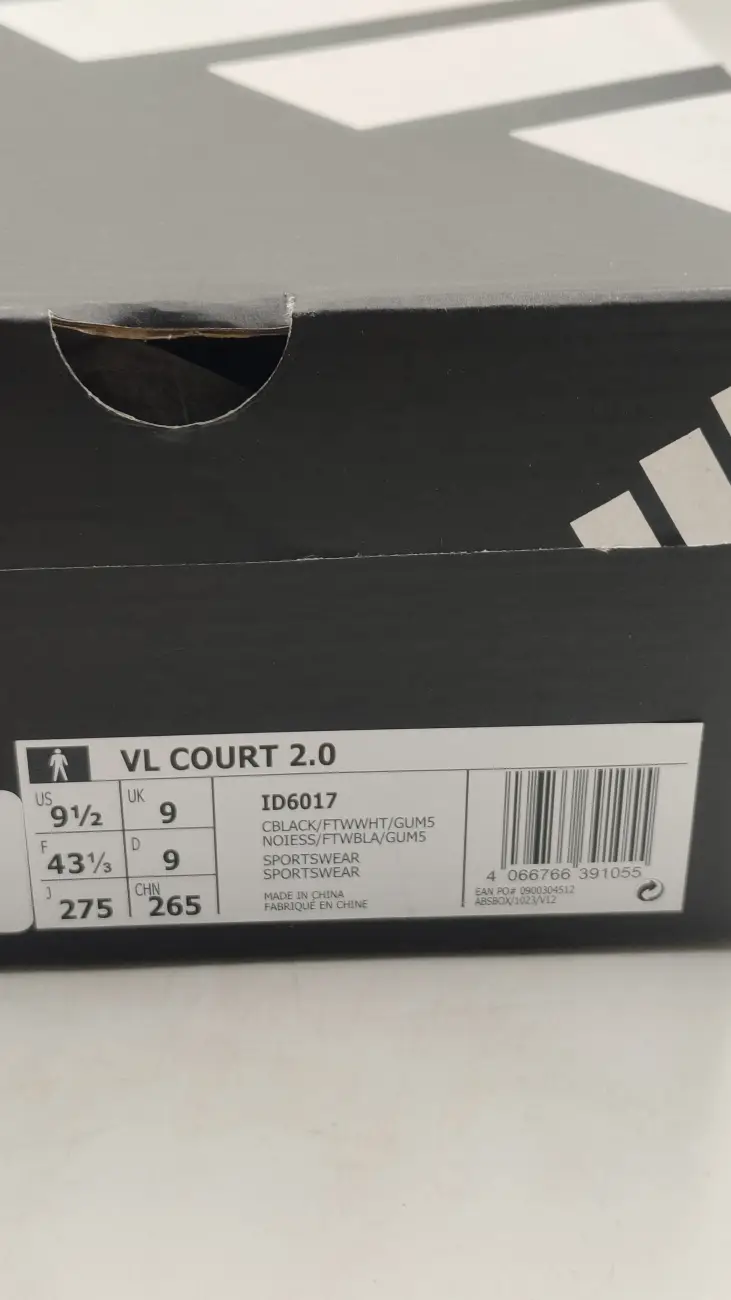 VL COURT 2.0
US 9½ UK 9
F 43⅓ D 9
J 275 CHN 265
ID6017
CBLACK/FTWWHT/GUM5
NOIESS/FTWBLA/GUM5
SPORTSWEAR
SPORTSWEAR
MADE IN CHINA
FABRIQUÉ EN CHINE
4 066766 391055
EAN PO# 0900304512
ABSBOX/1023/V12